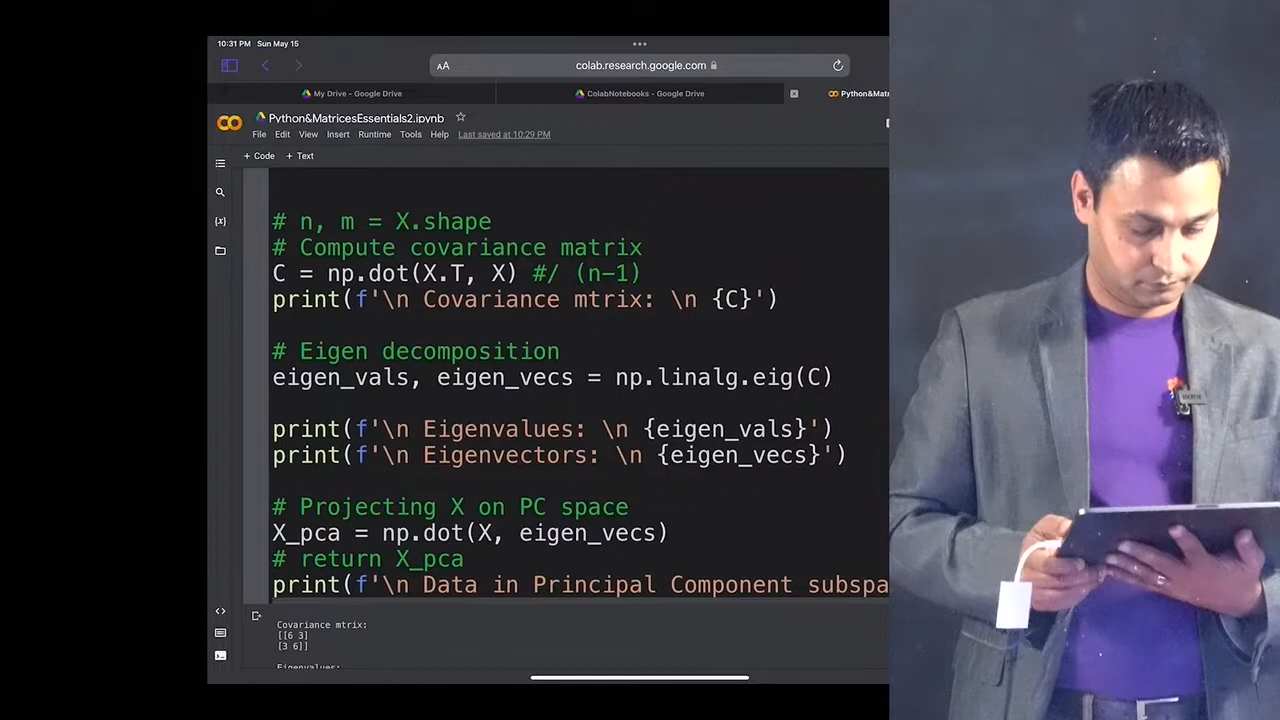 10:31 PM Sun May 15
AA colab.research.google.com
My Drive - Google Drive
ColabNotebooks - Google Drive
Python&Matr
Python&MatricesEssentials2.ipynb
File Edit View Insert Runtime Tools Help Last saved at 10:29 PM
+ Code + Text
{x}
# n, m = X.shape
# Compute covariance matrix
C = np.dot(X.T, X) #/ (n-1)
print(f'\n Covariance mtrix: \n {C}')
# Eigen decomposition
eigen_vals, eigen_vecs = np.linalg.eig(C)
print(f'\n Eigenvalues: \n {eigen_vals}')
print(f'\n Eigenvectors: \n {eigen_vecs}')
# Projecting X on PC space
X_pca = np.dot(X, eigen_vecs)
# return X_pca
print(f'\n Data in Principal Component subspa
Covariance mtrix:
[[6 3]
[3 6]]
Eigenvalues: